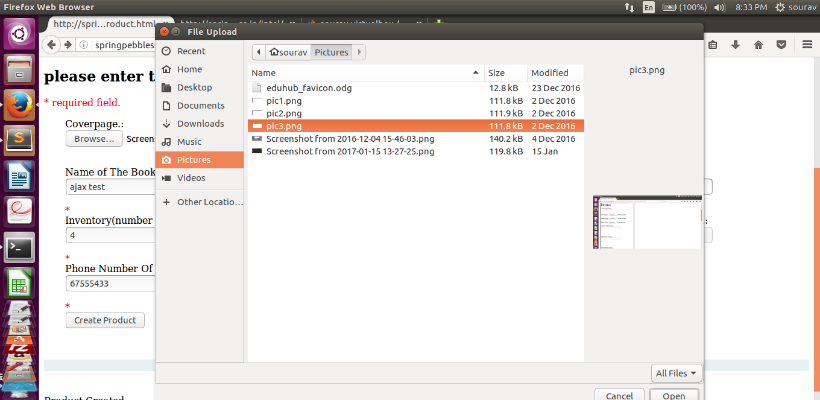 Firefox Web Browser
En (100%) 8:33 PM sourav
http://spri...roduct.html
File Upload
springpebbles
sourav Pictures
Recent
Home
Desktop
Documents
Downloads
Music
Pictures
Videos
Other Locatio...
Name Size Modified
eduhub_favicon.odg 12.8 kB 23 Dec 2016
pic1.png 111.8 kB 2 Dec 2016
pic2.png 111.9 kB 2 Dec 2016
pic3.png 111.8 kB 2 Dec 2016
Screenshot from 2016-12-04 15-46-03.png 140.2 kB 4 Dec 2016
Screenshot from 2017-01-15 13-27-25.png 119.8 kB 15 Jan
pic3.png
please enter t
* required field.
Coverpage.:
Browse... Screen
Name of The Book
ajax test
*
Inventory(number
4
*
Phone Number Of
67555433
*
Create Product
All Files
Cancel Open